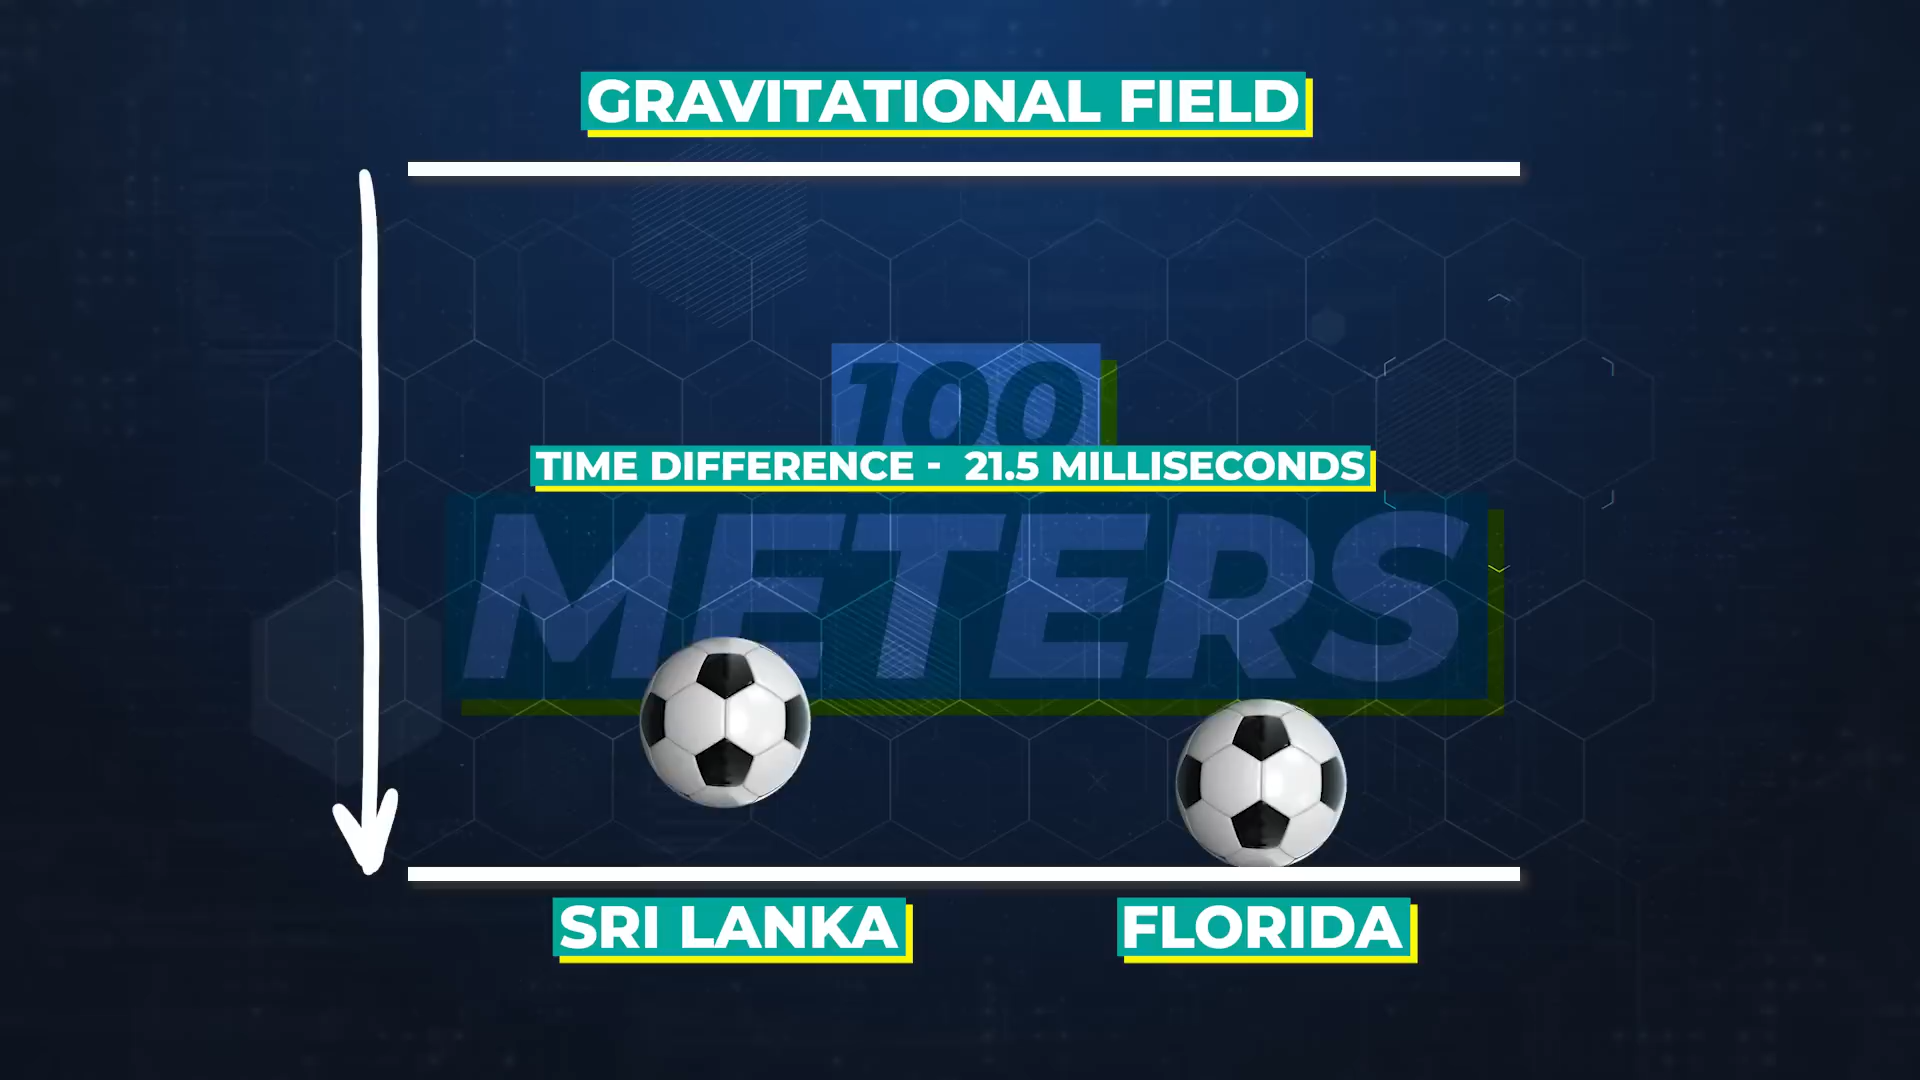 GRAVITATIONAL FIELD
100
TIME DIFFERENCE - 21.5 MILLISECONDS
METERS
SRI LANKA
FLORIDA